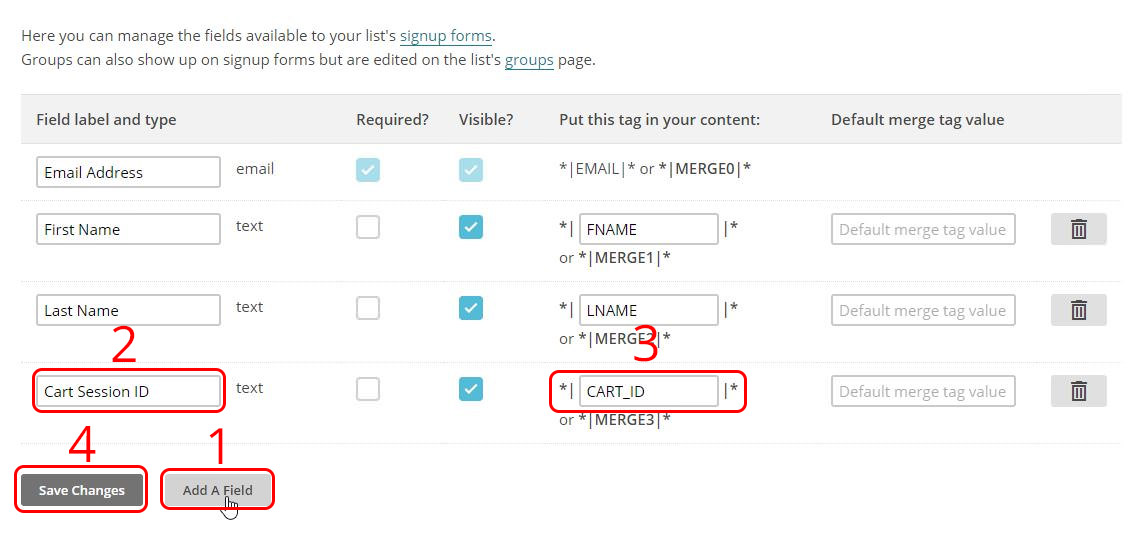 Here you can manage the fields available to your list's signup forms.
Groups can also show up on signup forms but are edited on the list's groups page.
Field label and type Required? Visible? Put this tag in your content: Default merge tag value
Email Address email *|EMAIL|* or *|MERGE0|*
First Name text *| FNAME |* Default merge tag value
or *|MERGE1|*
Last Name text *| LNAME |* Default merge tag value
or *|MERGE2|*
2 3
Cart Session ID text *| CART_ID |* Default merge tag value
or *|MERGE3|*
4 1
Save Changes Add A Field